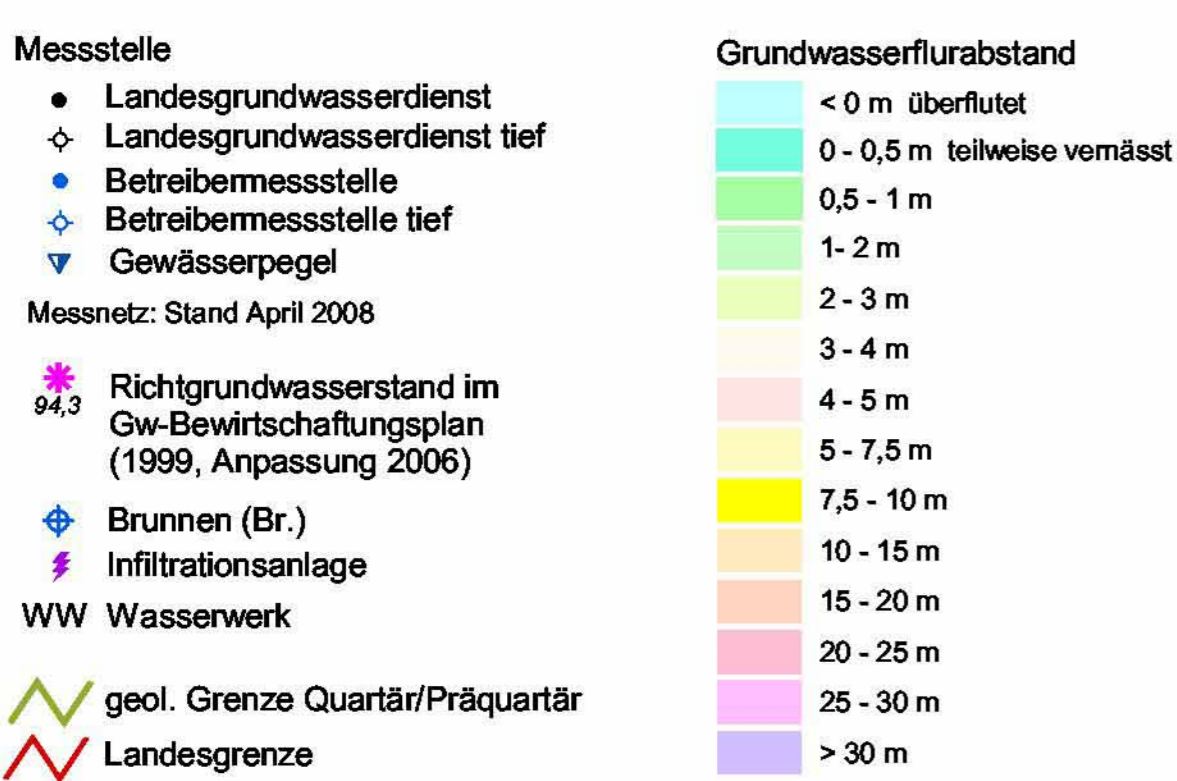 Messstelle
Landesgrundwasserdienst
Landesgrundwasserdienst tief
Betreibermessstelle
Betreibermessstelle tief
Gewässerpegel
Messnetz: Stand April 2008
94,3
Richtgrundwasserstand im
Gw-Bewirtschaftungsplan
(1999, Anpassung 2006)
Brunnen (Br.)
Infiltrationsanlage
WW Wasserwerk
geol. Grenze Quartär/Präquartär
Landesgrenze
Grundwasserflurabstand
< 0 m überflutet
0 - 0,5 m teilweise vernässt
0,5 - 1 m
1- 2 m
2 - 3 m
3 - 4 m
4 - 5 m
5 - 7,5 m
7,5 - 10 m
10 - 15 m
15 - 20 m
20 - 25 m
25 - 30 m
> 30 m